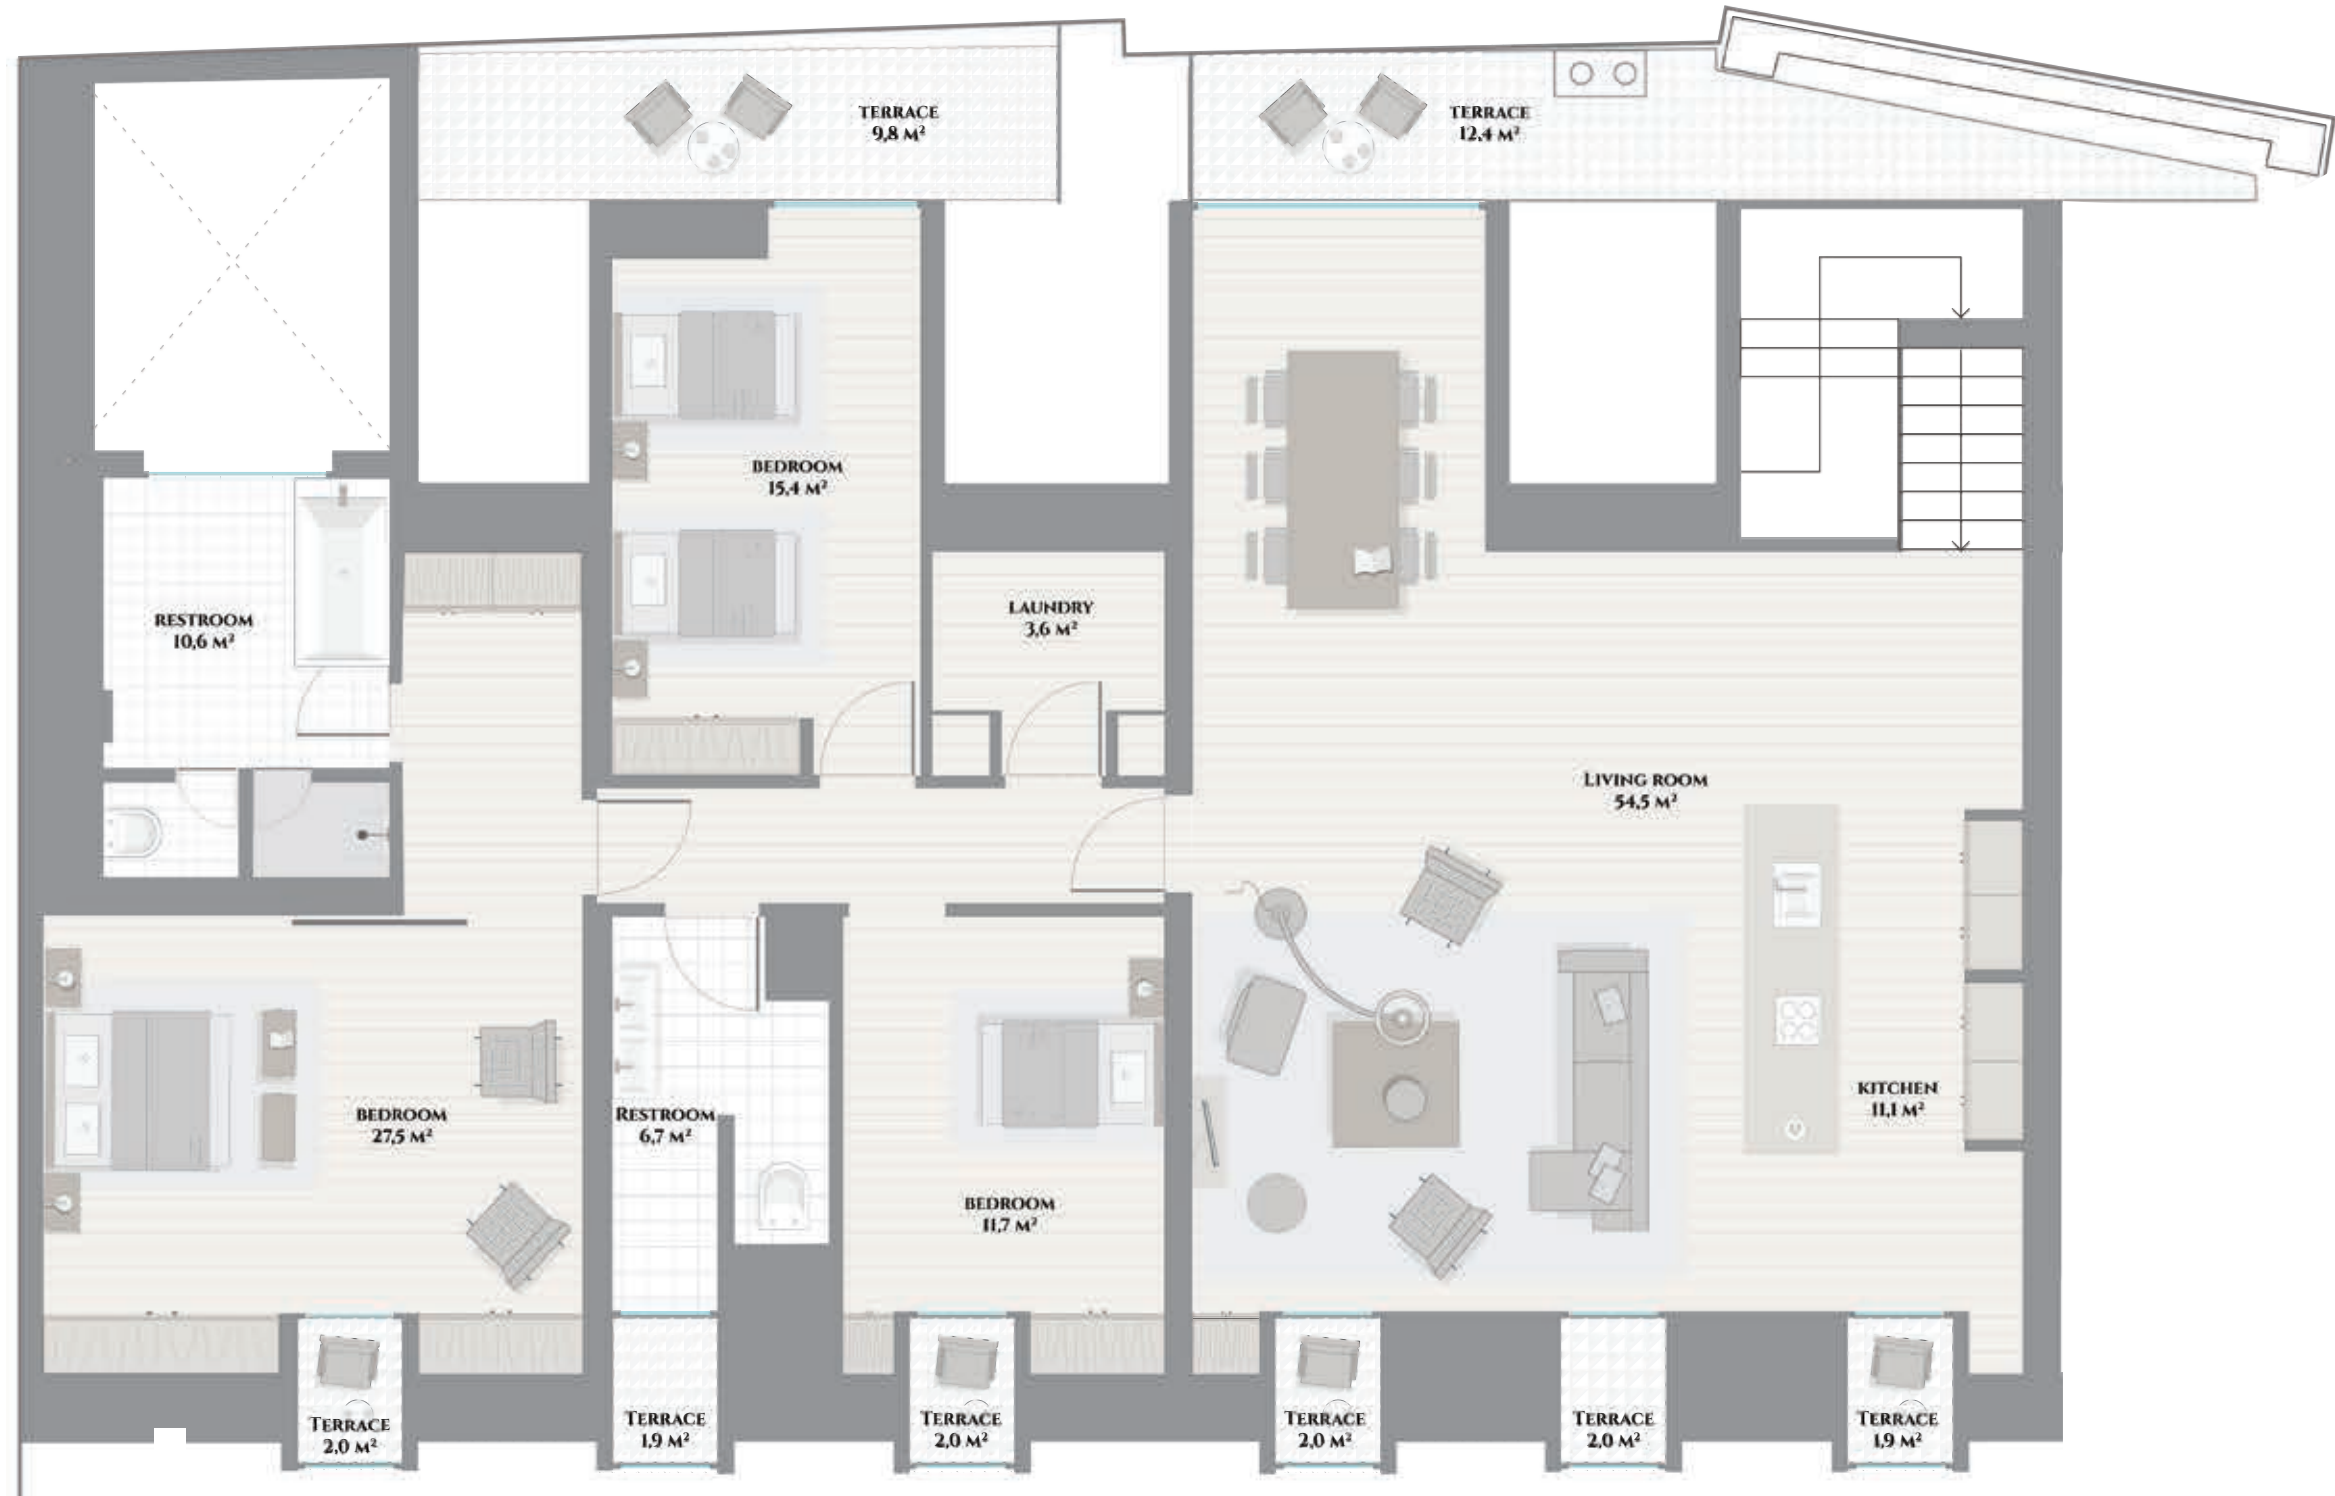 TERRACE
9,8 M²
TERRACE
12,4 M²
BEDROOM
15,4 M²
RESTROOM
10,6 M²
LAUNDRY
3,6 M²
LIVING ROOM
54,5 M²
KITCHEN
11,1 M²
BEDROOM
27,5 M²
RESTROOM
6,7 M²
BEDROOM
11,7 M²
TERRACE
2,0 M²
TERRACE
1,9 M²
TERRACE
2,0 M²
TERRACE
2,0 M²
TERRACE
2,0 M²
TERRACE
1,9 M²